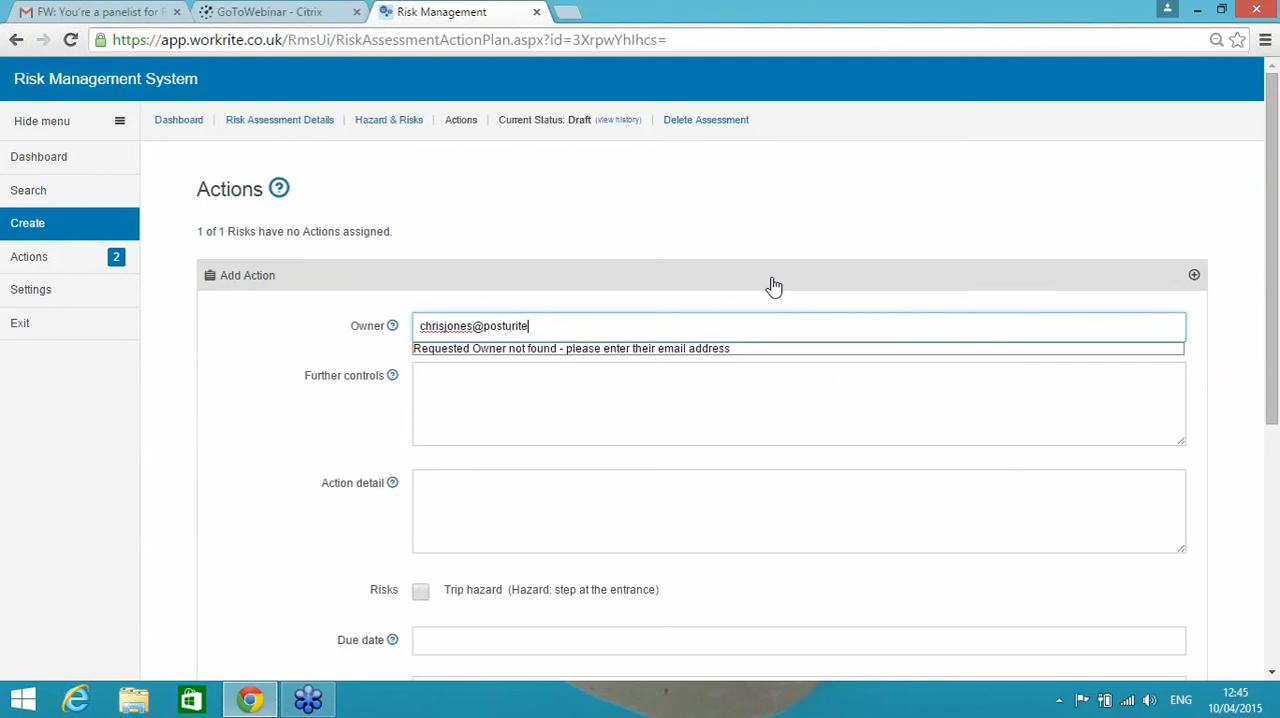 FW: You're a panelist for F
GoToWebinar - Citrix
Risk Management
https://app.workrite.co.uk/RmsUi/RiskAssessmentActionPlan.aspx?id=3XrpwYhIhcs=
Risk Management System
Hide menu
Dashboard
Search
Create
Actions 2
Settings
Exit
Dashboard | Risk Assessment Details | Hazard & Risks | Actions | Current Status: Draft (view history) | Delete Assessment
Actions ?
1 of 1 Risks have no Actions assigned.
Add Action
Owner ? chrisjones@posturite
Requested Owner not found - please enter their email address
Further controls ?
Action detail ?
Risks Trip hazard (Hazard: step at the entrance)
Due date ?
ENG
12:45
10/04/2015